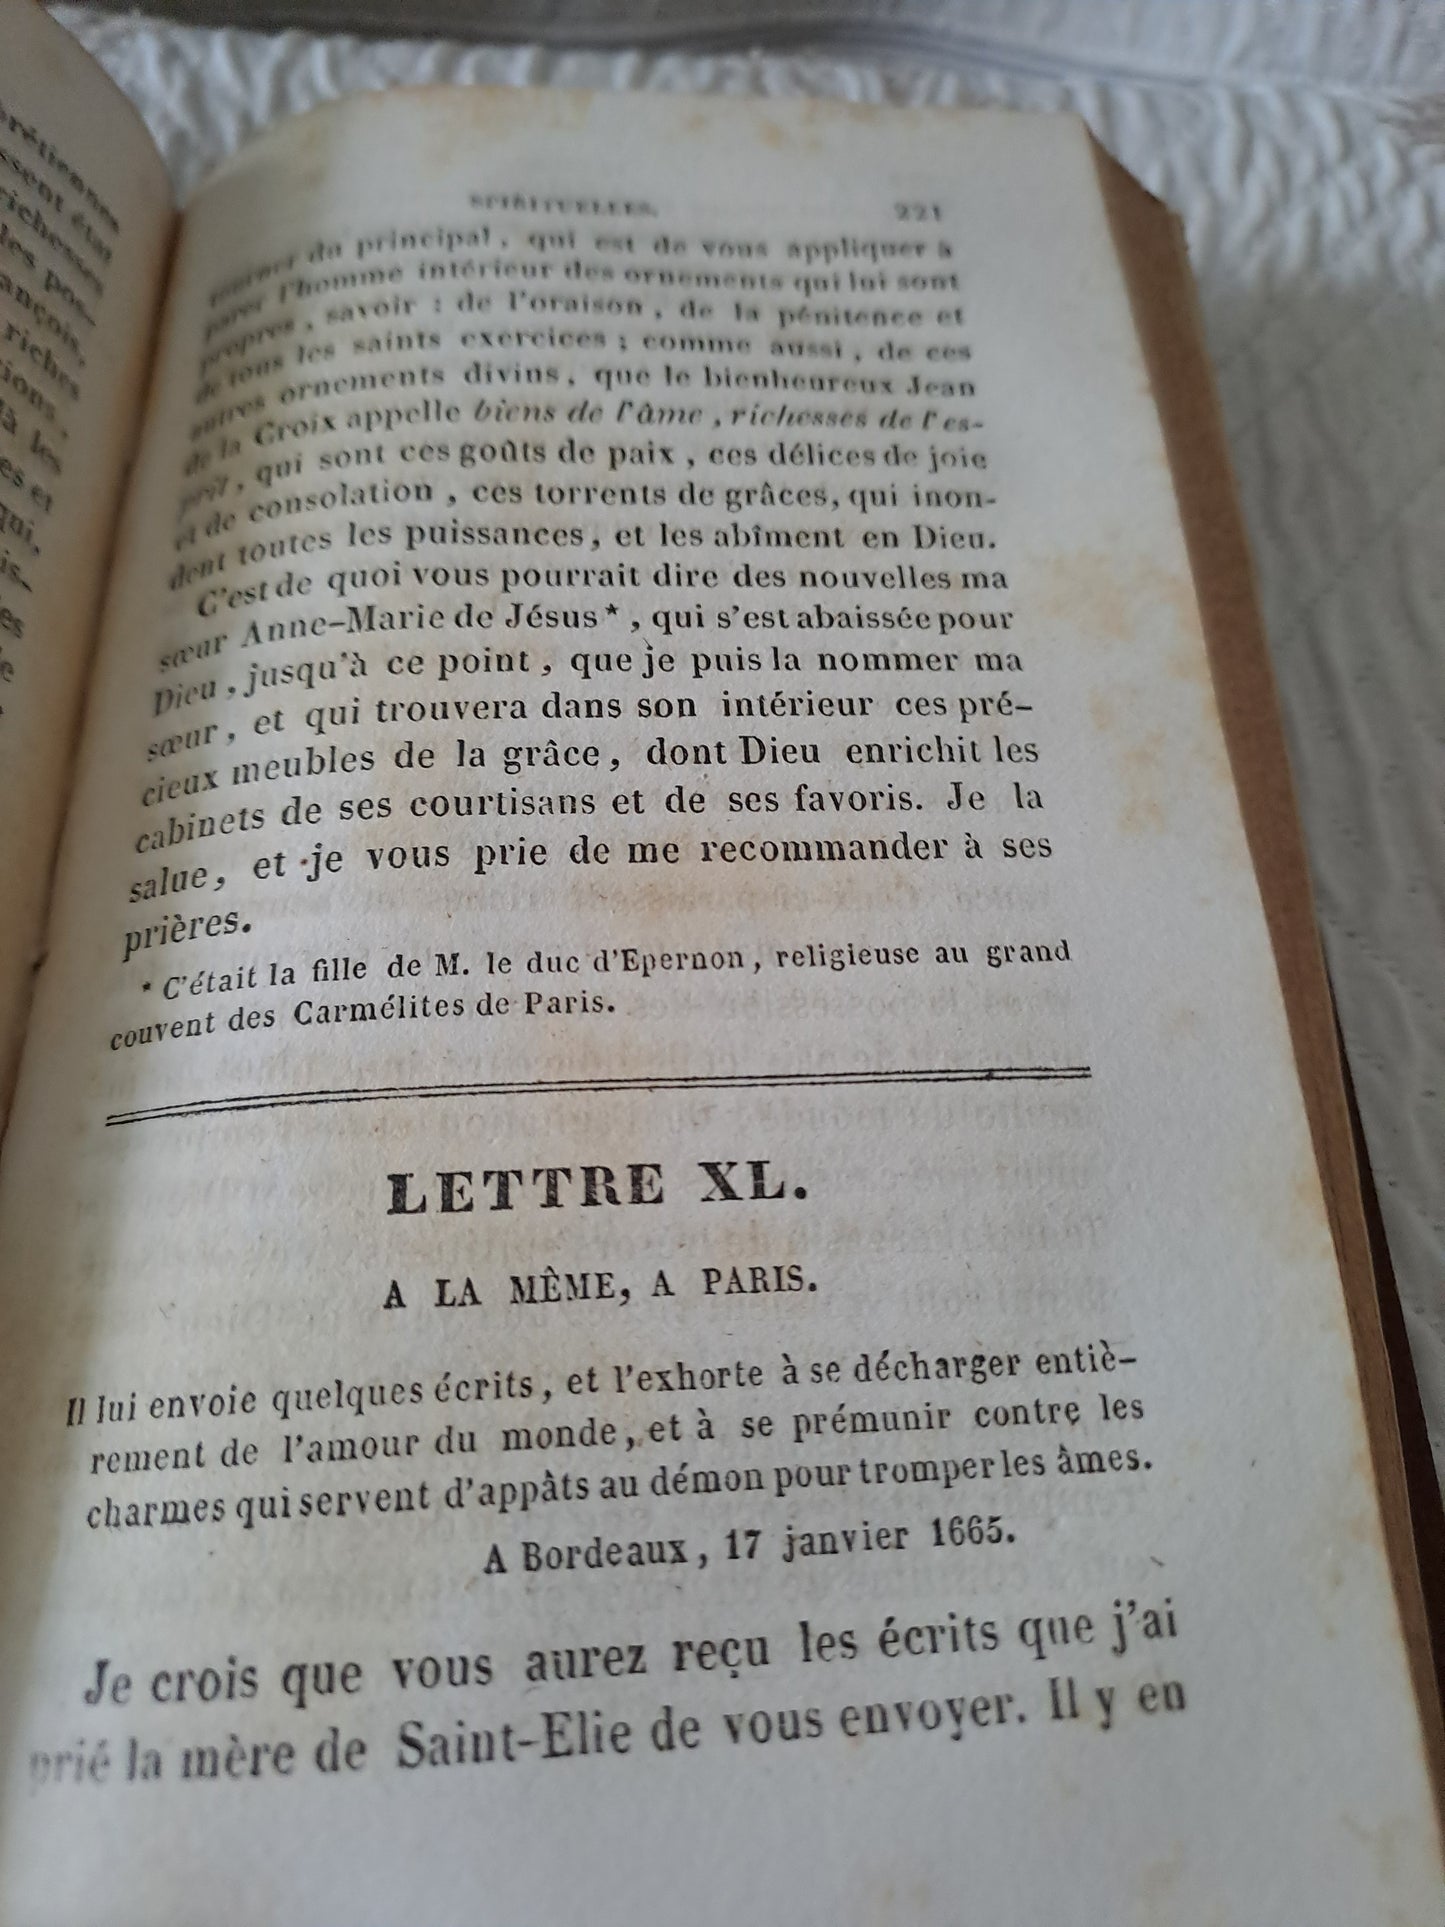 SPIRITUELLES. 221
tourner du principal, qui est de vous appliquer à
parer l'homme intérieur des ornements qui lui sont
propres, savoir : de l'oraison, de la pénitence et
de tous les saints exercices ; comme aussi, de ces
autres ornements divins, que le bienheureux Jean
de la Croix appelle biens de l'âme, richesses de l'es-
prit, qui sont ces goûts de paix, ces délices de joie
et de consolation, ces torrents de grâces, qui inon-
dent toutes les puissances, et les abîment en Dieu.
C'est de quoi vous pourrait dire des nouvelles ma
sœur Anne-Marie de Jésus*, qui s'est abaissée pour
Dieu, jusqu'à ce point, que je puis la nommer ma
sœur, et qui trouvera dans son intérieur ces pré-
cieux meubles de la grâce, dont Dieu enrichit les
cabinets de ses courtisans et de ses favoris. Je la
salue, et je vous prie de me recommander à ses
prières.
* C'était la fille de M. le duc d'Epernon, religieuse au grand
couvent des Carmélites de Paris.
LETTRE XL.
A LA MÊME, A PARIS.
Il lui envoie quelques écrits, et l'exhorte à se décharger entiè-
rement de l'amour du monde, et à se prémunir contre les
charmes qui servent d'appâts au démon pour tromper les âmes.
A Bordeaux, 17 janvier 1665.
Je crois que vous aurez reçu les écrits que j'ai
prié la mère de Saint-Elie de vous envoyer. Il y en